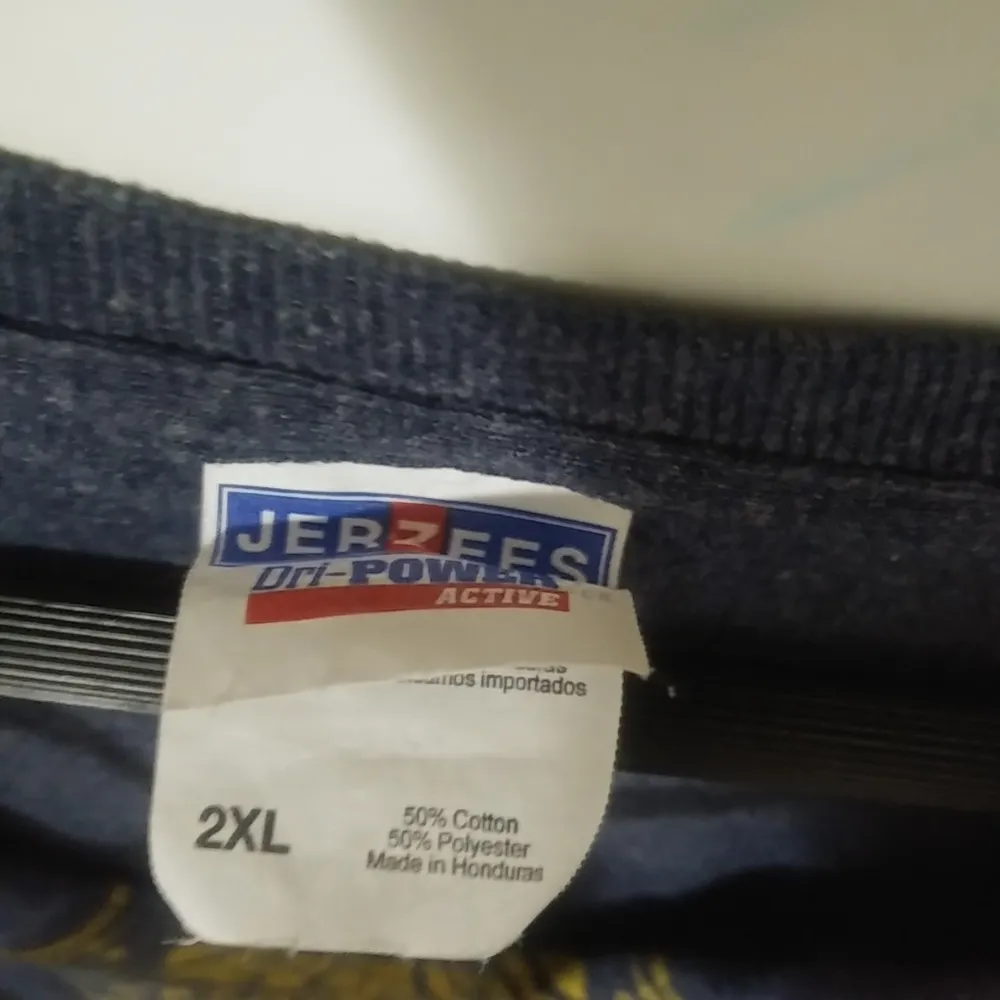 JERZEES
Dri-POWER
ACTIVE
importados
2XL
50% Cotton
50% Polyester
Made in Honduras